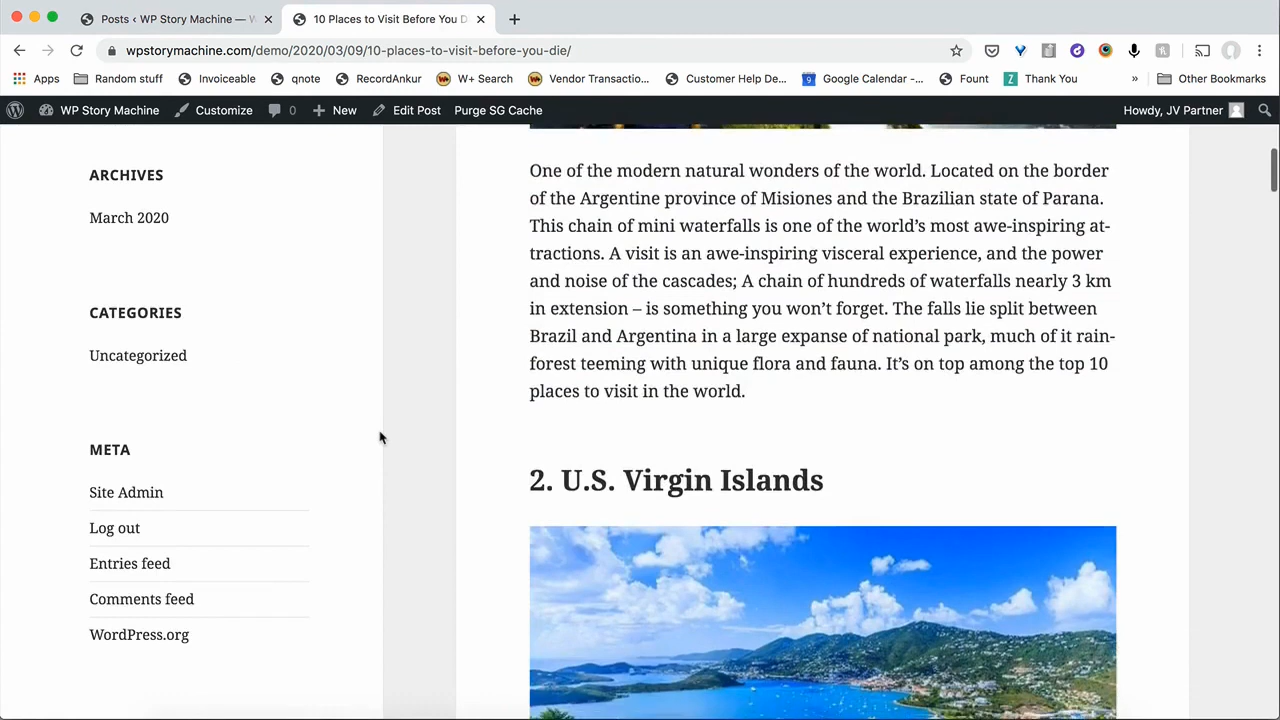 Posts ‹ WP Story Machine — W
10 Places to Visit Before You D
wpstorymachine.com/demo/2020/03/09/10-places-to-visit-before-you-die/
Apps Random stuff Invoiceable qnote RecordAnkur W+ Search Vendor Transactio... Customer Help De... Google Calendar -... Fount Thank You » Other Bookmarks
WP Story Machine Customize 0 New Edit Post Purge SG Cache Howdy, JV Partner
ARCHIVES
March 2020
CATEGORIES
Uncategorized
META
Site Admin
Log out
Entries feed
Comments feed
WordPress.org
One of the modern natural wonders of the world. Located on the border
of the Argentine province of Misiones and the Brazilian state of Parana.
This chain of mini waterfalls is one of the world’s most awe-inspiring at-
tractions. A visit is an awe-inspiring visceral experience, and the power
and noise of the cascades; A chain of hundreds of waterfalls nearly 3 km
in extension – is something you won’t forget. The falls lie split between
Brazil and Argentina in a large expanse of national park, much of it rain-
forest teeming with unique flora and fauna. It’s on top among the top 10
places to visit in the world.
2. U.S. Virgin Islands